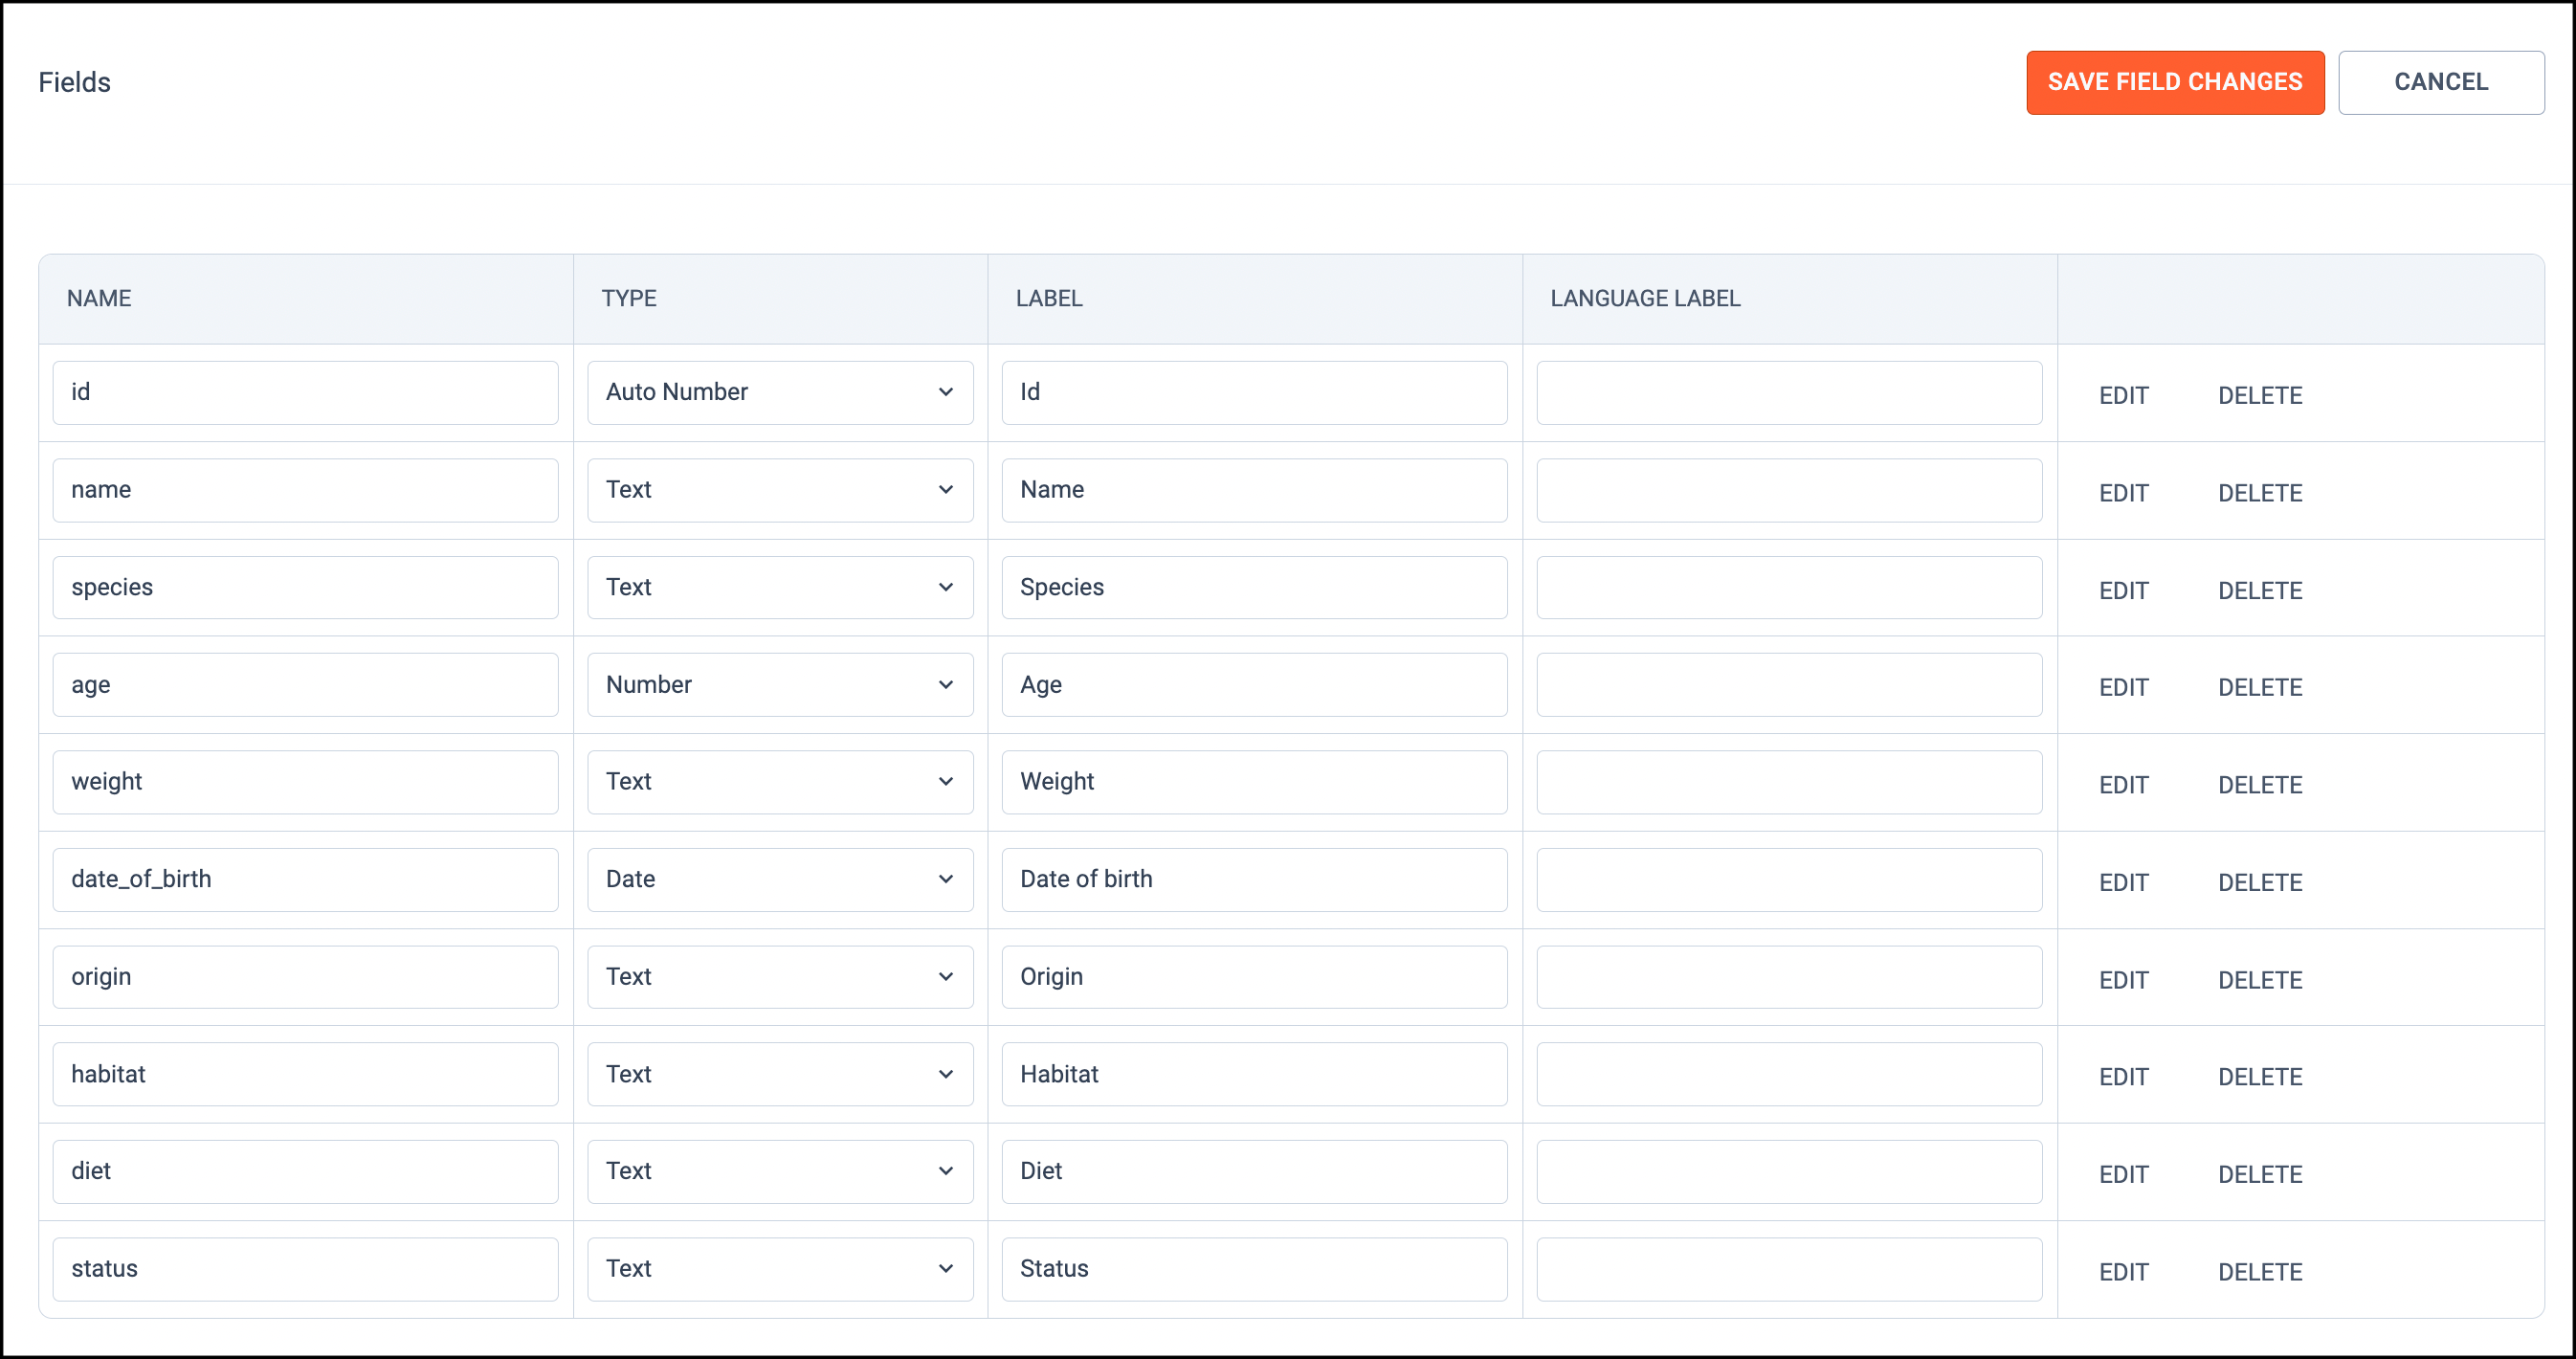 Fields SAVE FIELD CHANGES CANCEL
NAME TYPE LABEL LANGUAGE LABEL
id Auto Number Id EDIT DELETE
name Text Name EDIT DELETE
species Text Species EDIT DELETE
age Number Age EDIT DELETE
weight Text Weight EDIT DELETE
date_of_birth Date Date of birth EDIT DELETE
origin Text Origin EDIT DELETE
habitat Text Habitat EDIT DELETE
diet Text Diet EDIT DELETE
status Text Status EDIT DELETE